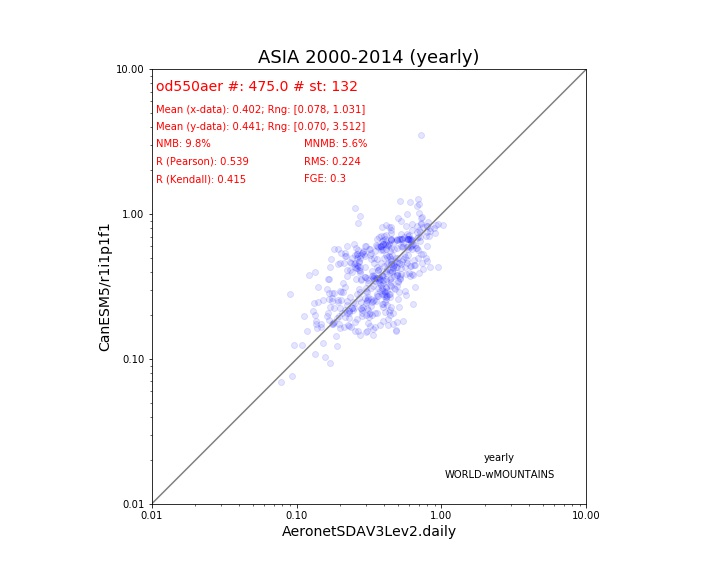 ASIA 2000-2014 (yearly)
10.00
od550aer #: 475.0 # st: 132
Mean (x-data): 0.402; Rng: [0.078, 1.031]
Mean (y-data): 0.441; Rng: [0.070, 3.512]
NMB: 9.8% MNMB: 5.6%
R (Pearson): 0.539 RMS: 0.224
R (Kendall): 0.415 FGE: 0.3
1.00
CanESM5/r1i1p1f1
0.10
yearly
WORLD-wMOUNTAINS
0.01
0.01 0.10 1.00 10.00
AeronetSDAV3Lev2.daily